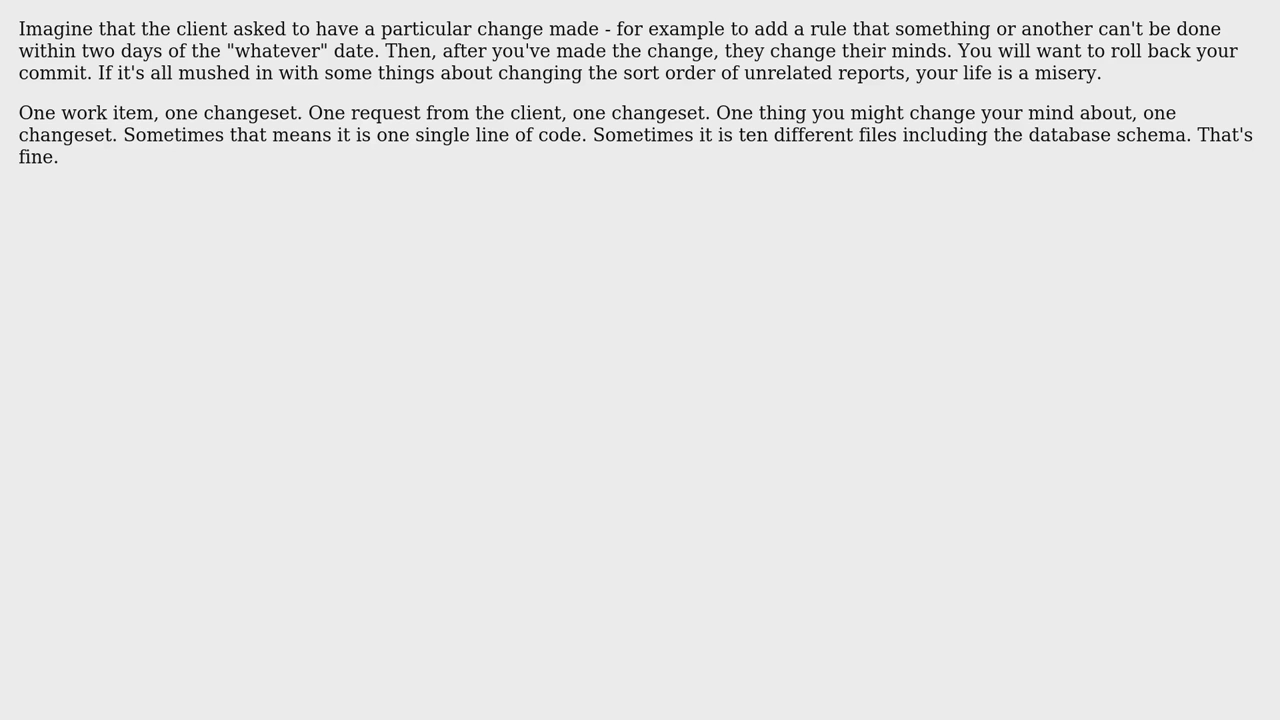 Imagine that the client asked to have a particular change made - for example to add a rule that something or another can't be done
within two days of the "whatever" date. Then, after you've made the change, they change their minds. You will want to roll back your
commit. If it's all mushed in with some things about changing the sort order of unrelated reports, your life is a misery.
One work item, one changeset. One request from the client, one changeset. One thing you might change your mind about, one
changeset. Sometimes that means it is one single line of code. Sometimes it is ten different files including the database schema. That's
fine.